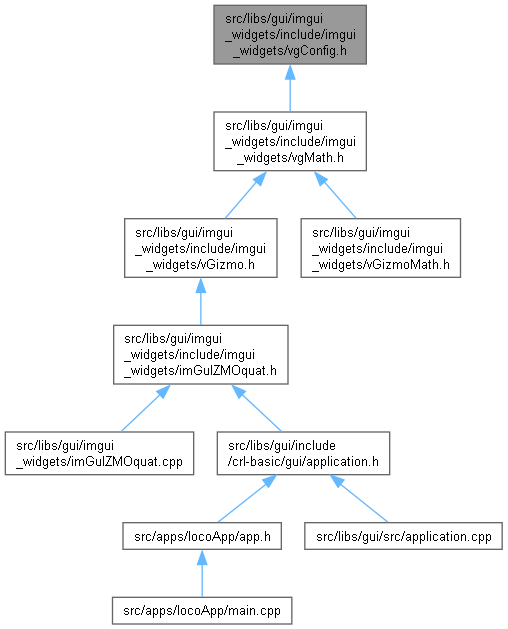 src/libs/gui/imgui
_widgets/include/imgui
_widgets/vgConfig.h
src/libs/gui/imgui
_widgets/include/imgui
_widgets/vgMath.h
src/libs/gui/imgui
_widgets/include/imgui
_widgets/vGizmo.h
src/libs/gui/imgui
_widgets/include/imgui
_widgets/vGizmoMath.h
src/libs/gui/imgui
_widgets/include/imgui
_widgets/imGuIZMOquat.h
src/libs/gui/imgui
_widgets/imGuIZMOquat.cpp
src/libs/gui/include
/crl-basic/gui/application.h
src/apps/locoApp/app.h
src/libs/gui/src/application.cpp
src/apps/locoApp/main.cpp